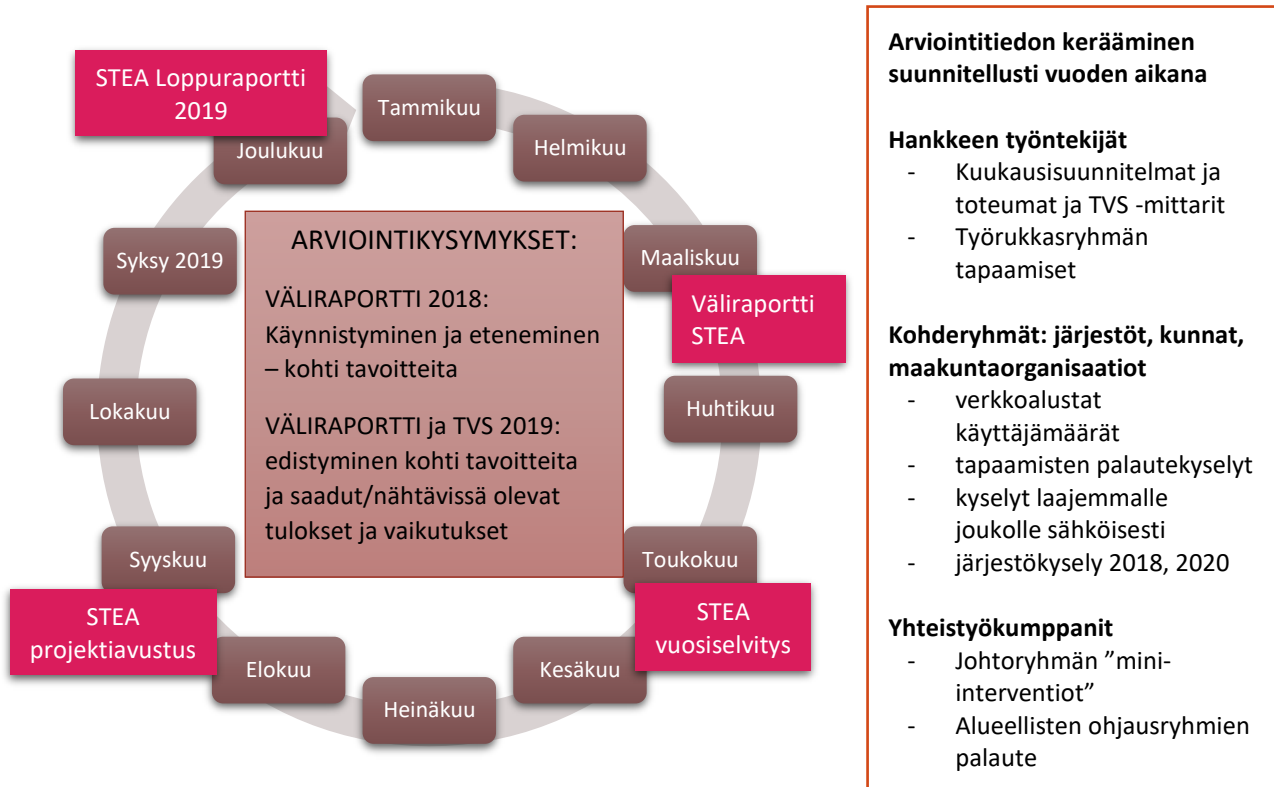 STEA Loppuraportti
2019
Tammikuu
Helmikuu
Maaliskuu
Väliraportti
STEA
Huhtikuu
Toukokuu
STEA
vuosiselvitys
Kesäkuu
Heinäkuu
Elokuu
Syyskuu
STEA
projektiavustus
Lokakuu
Syksy 2019
Joulukuu
ARVIOINTIKYSYMYKSET:
VÄLIRAPORTTI 2018:
Käynnistyminen ja eteneminen
– kohti tavoitteita
VÄLIRAPORTTI ja TVS 2019:
edistyminen kohti tavoitteita
ja saadut/nähtävissä olevat
tulokset ja vaikutukset
Arviointitiedon kerääminen
suunnitellusti vuoden aikana
Hankkeen työntekijät
- Kuukausisuunnitelmat ja
toteumat ja TVS -mittarit
- Työrukkasryhmän
tapaamiset
Kohderyhmät: järjestöt, kunnat,
maakuntaorganisaatiot
- verkkoalustat
käyttäjämäärät
- tapaamisten palautekyselyt
- kyselyt laajemmalle
joukolle sähköisesti
- järjestökysely 2018, 2020
Yhteistyökumppanit
- Johtoryhmän ”mini-
interventiot”
- Alueellisten ohjausryhmien
palaute